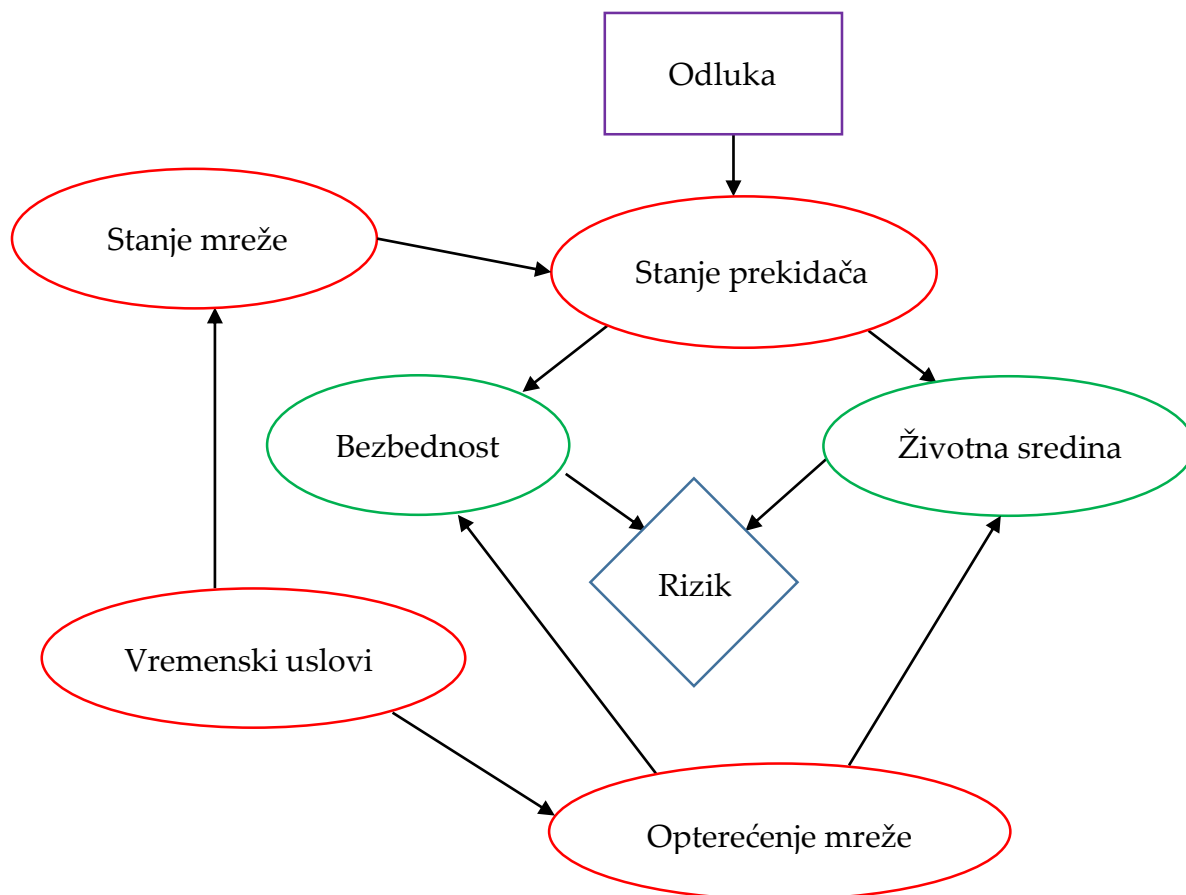 Odluka
Stanje mreže
Stanje prekidača
Bezbednost
Životna sredina
Rizik
Vremenski uslovi
Opterećenje mreže